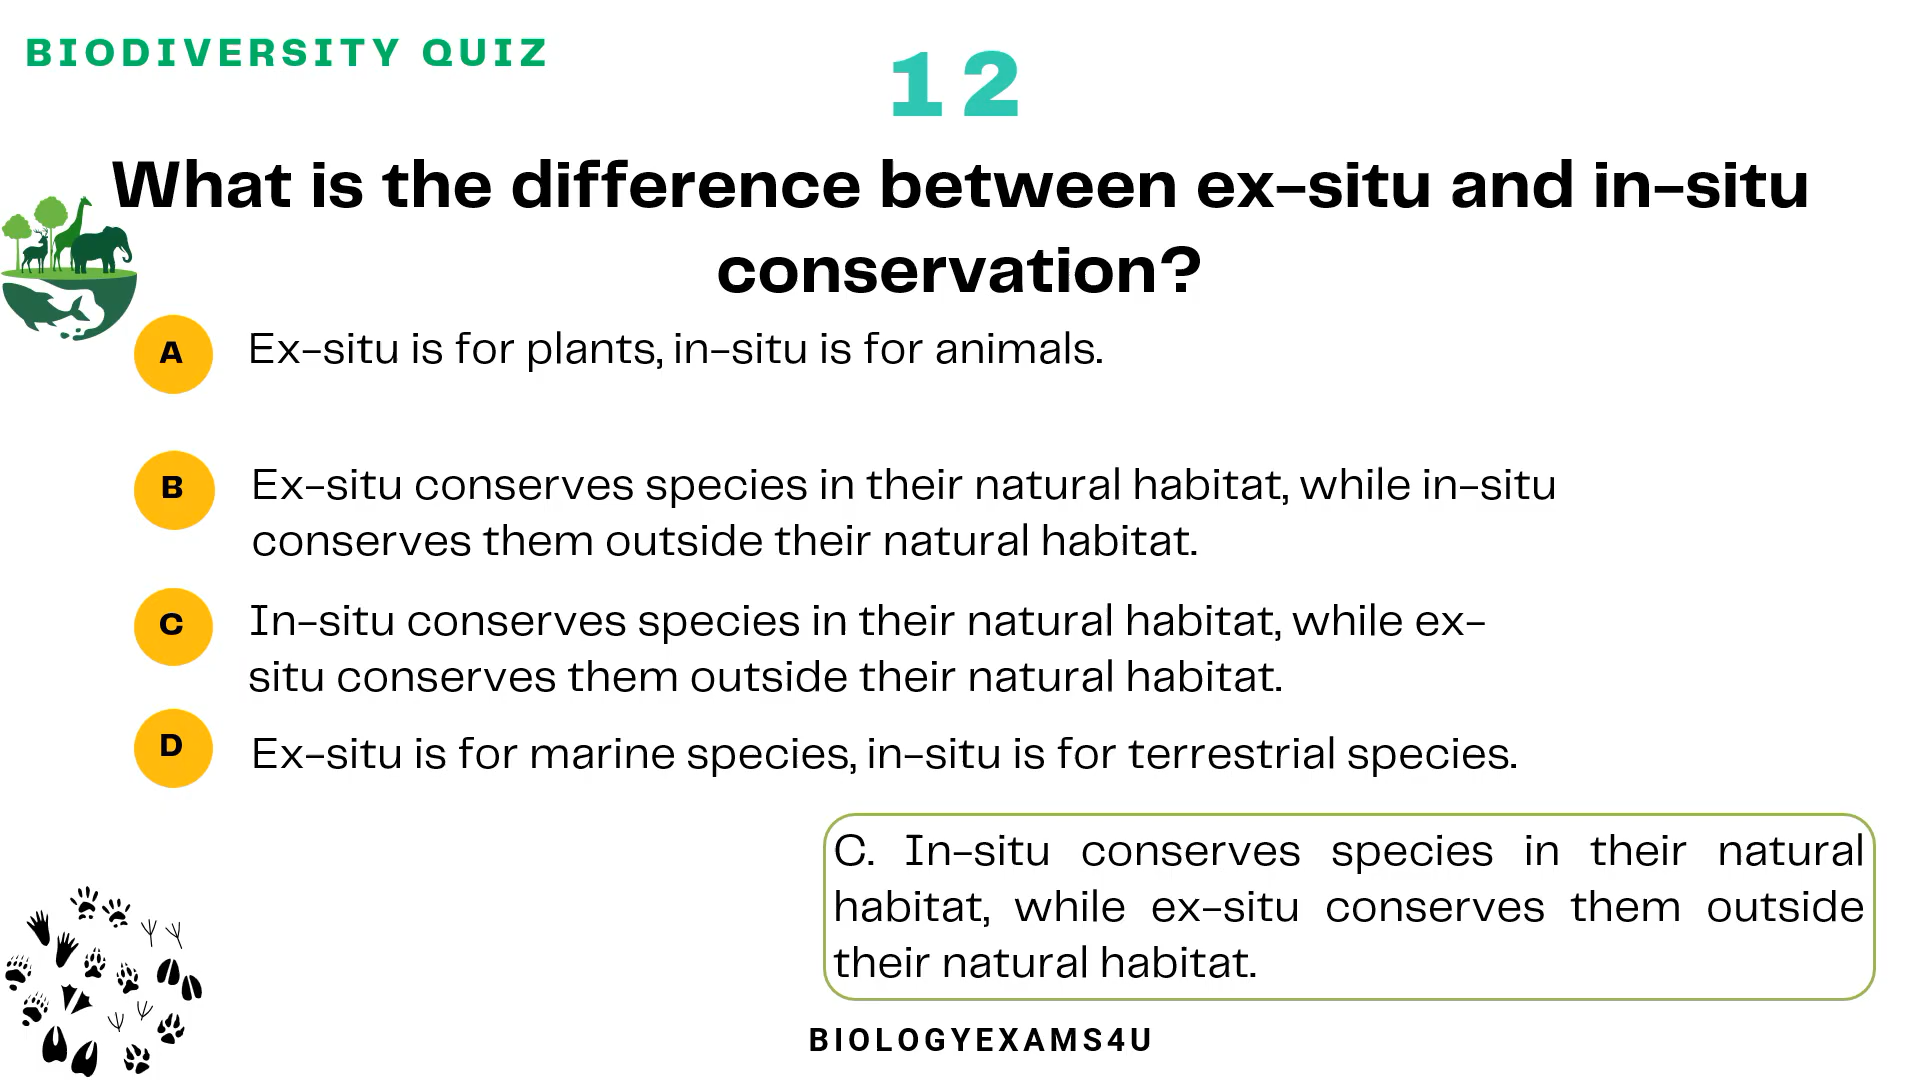 BIODIVERSITY QUIZ
12
What is the difference between ex-situ and in-situ
conservation?
A Ex-situ is for plants, in-situ is for animals.
B Ex-situ conserves species in their natural habitat, while in-situ
conserves them outside their natural habitat.
C In-situ conserves species in their natural habitat, while ex-
situ conserves them outside their natural habitat.
D Ex-situ is for marine species, in-situ is for terrestrial species.
C. In-situ conserves species in their natural
habitat, while ex-situ conserves them outside
their natural habitat.
BIOLOGYEXAMS4U